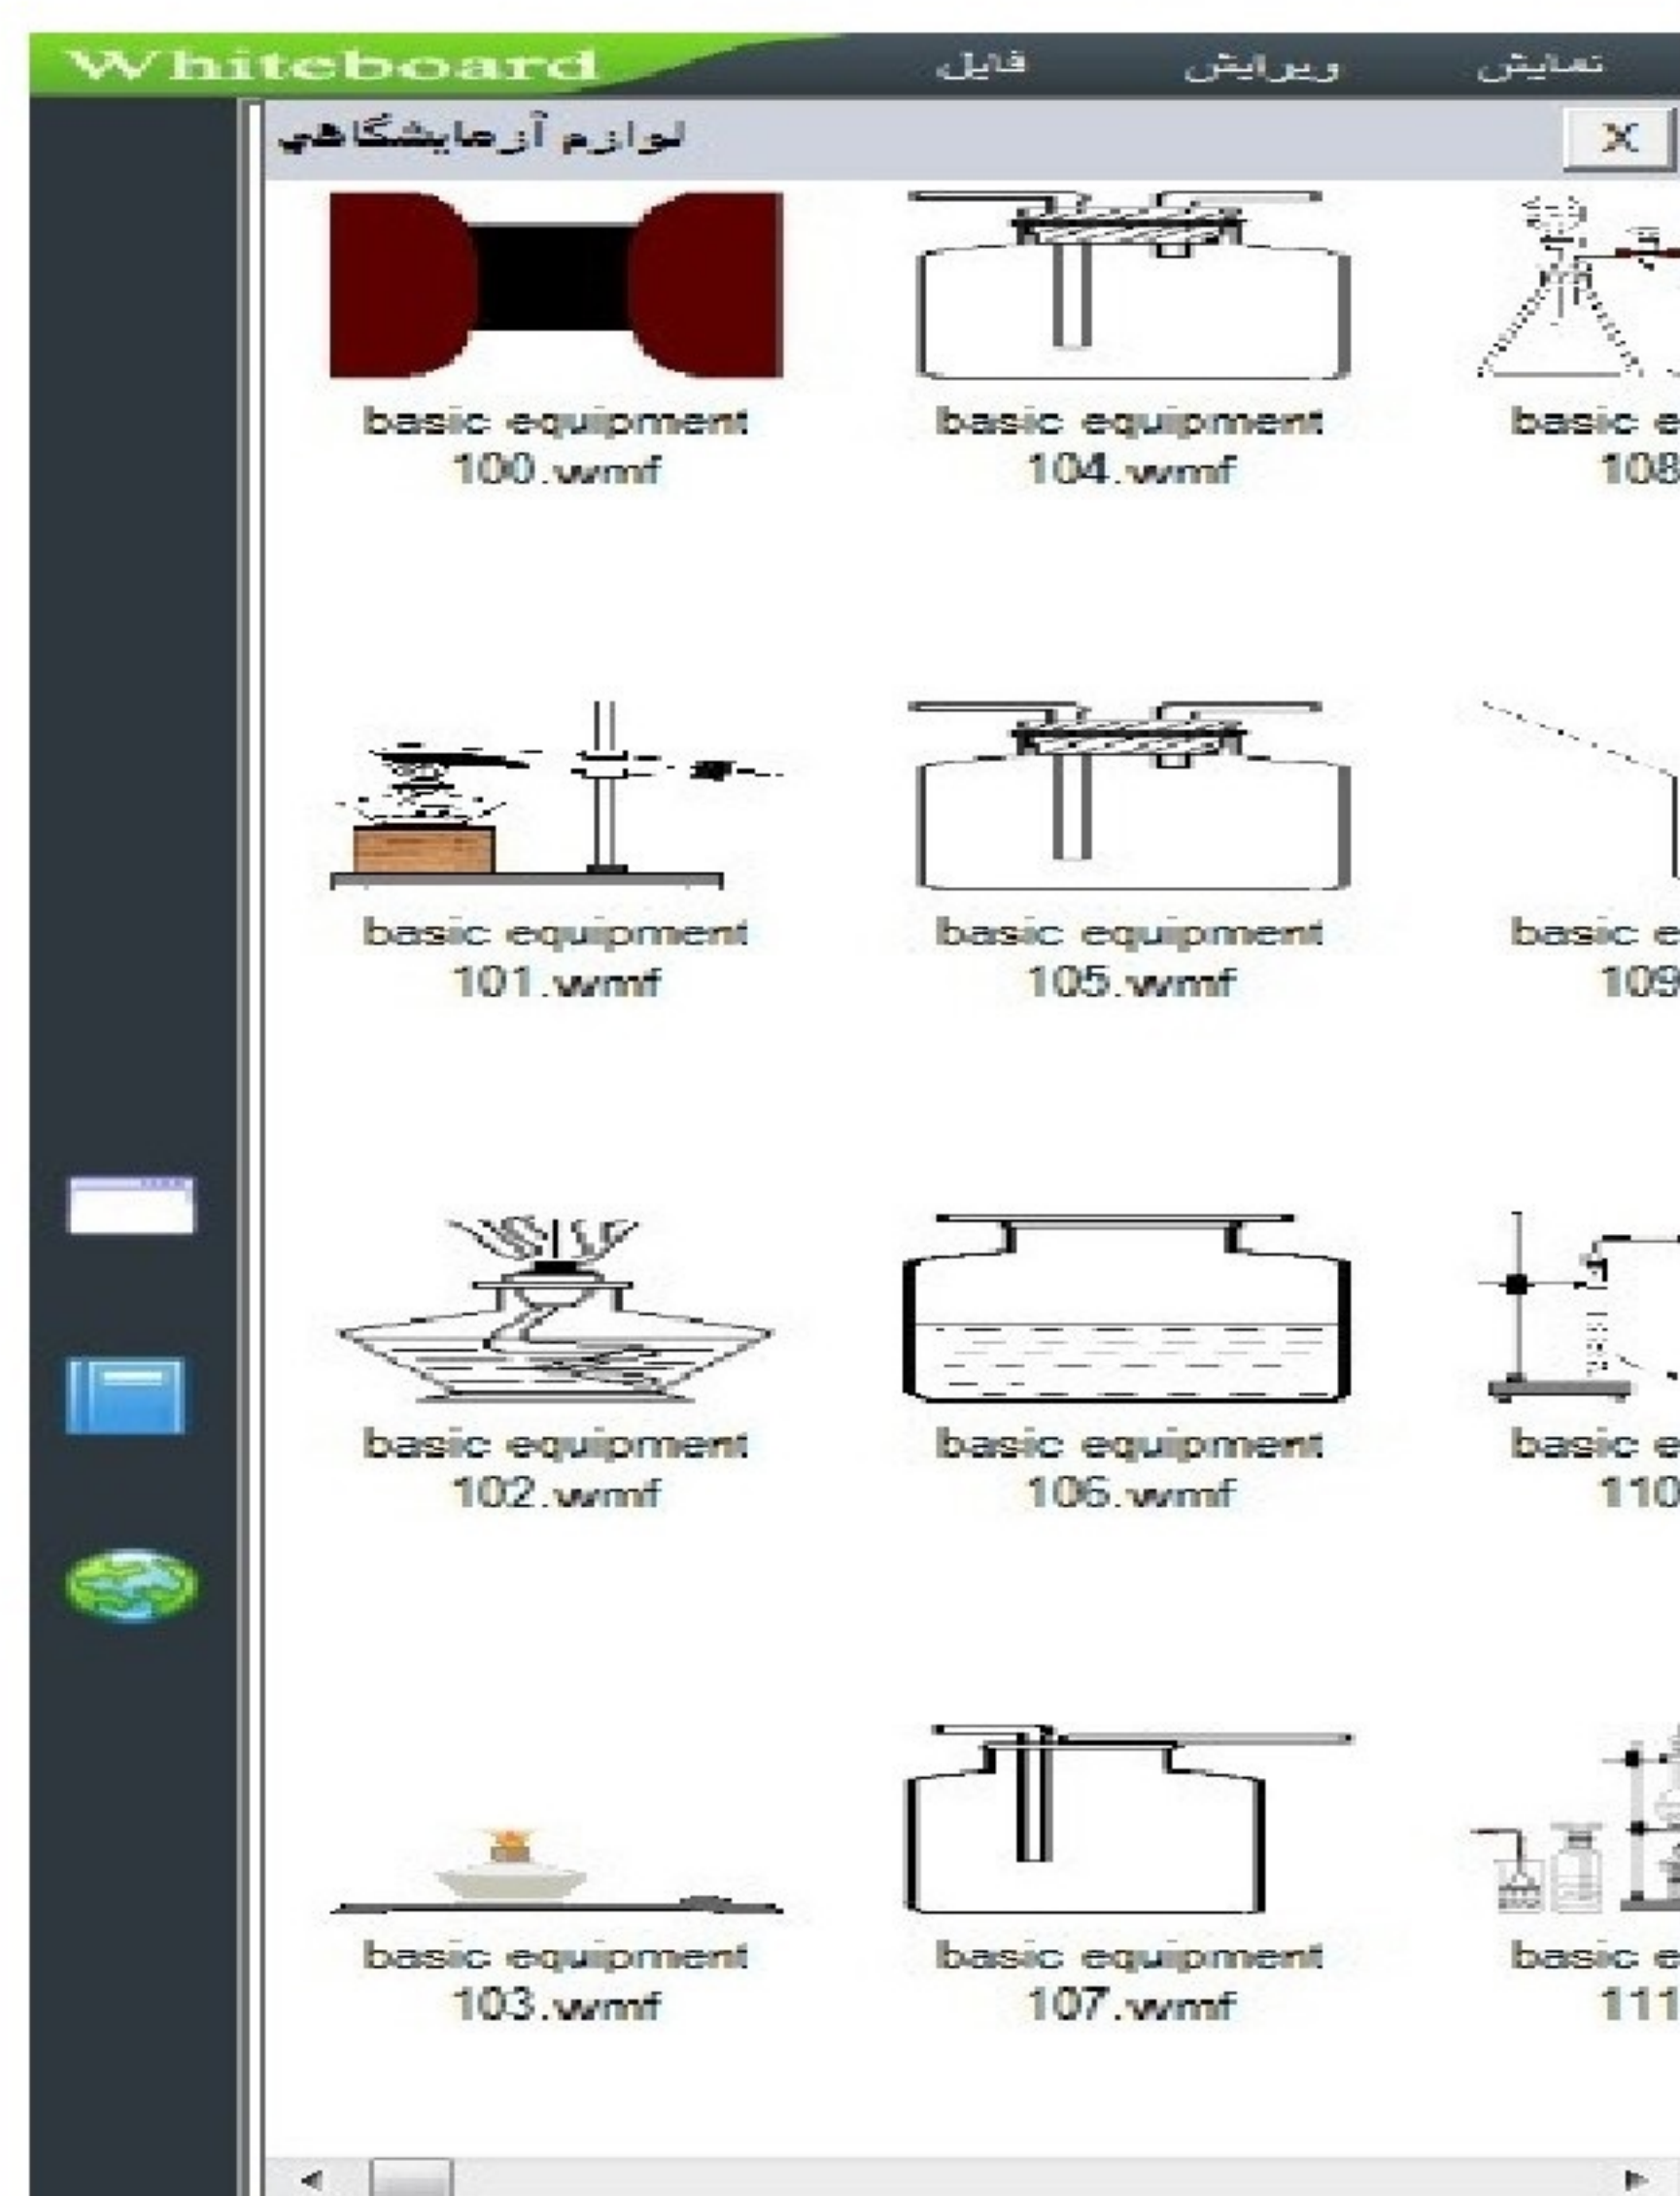 Whiteboard فایل ویرایش نمایش
لوازم آزمایشگاهي X
basic equipment
100.wmf
basic equipment
104.wmf
basic e
108
basic equipment
101.wmf
basic equipment
105.wmf
basic e
109
basic equipment
102.wmf
basic equipment
106.wmf
basic e
110
basic equipment
103.wmf
basic equipment
107.wmf
basic e
111